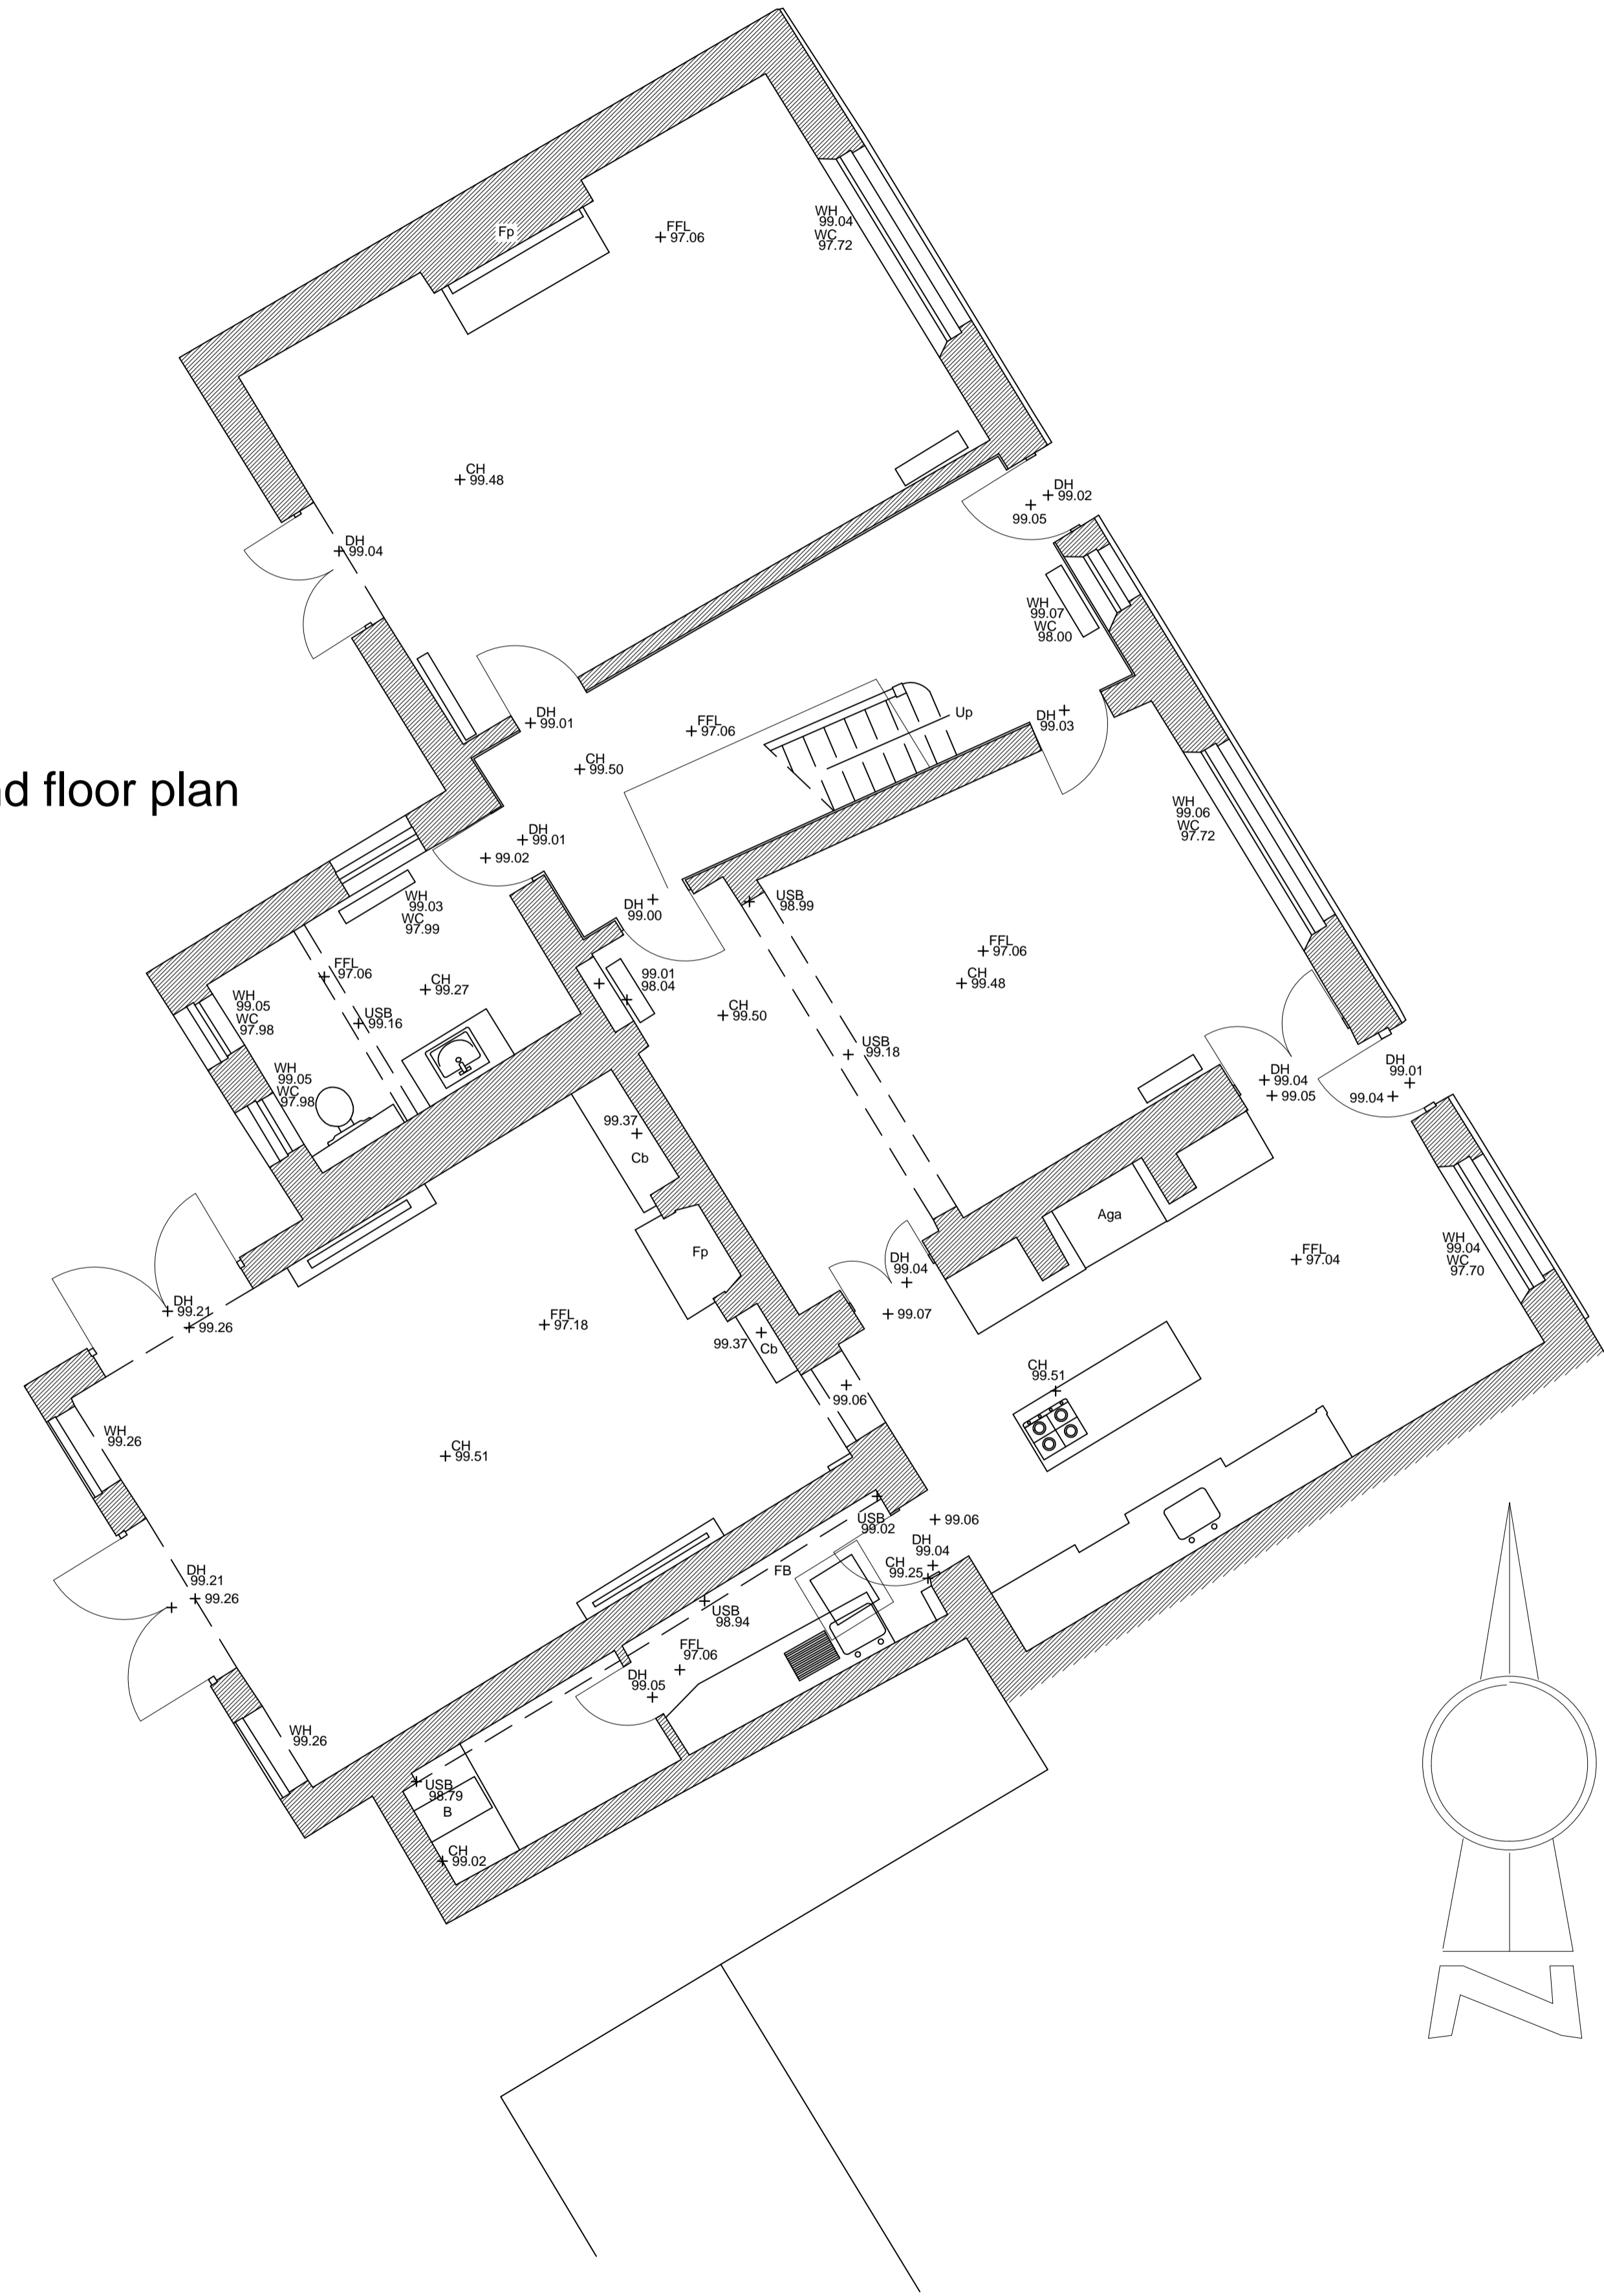 Fp
FFL
97.06
WH
99.04
WC
97.72
CH
99.48
DH
99.02
99.05
DH
99.04
WH
99.07
WC
98.00
DH
99.01
FFL
97.06
Up
DH
99.03
CH
99.50
nd floor plan
WH
99.06
WC
97.72
DH
99.01
99.02
WH
99.03
WC
97.99
DH
99.00
USB
98.99
FFL
97.06
CH
99.48
FFL
97.06
CH
99.27
99.01
98.04
WH
99.05
WC
97.98
USB
99.16
CH
99.50
USB
99.18
WH
99.05
WC
97.98
DH
99.04
99.05
DH
99.01
99.04
99.37
Cb
Aga
Fp
DH
99.04
FFL
97.04
WH
99.04
WC
97.70
DH
99.21
99.26
FFL
97.18
99.07
99.37
Cb
CH
99.51
99.06
WH
99.26
CH
99.51
USB
99.02
99.06
DH
99.04
CH
99.25
FB
DH
99.21
99.26
USB
98.94
FFL
97.06
DH
99.05
WH
99.26
USB
98.79
B
CH
99.02
N